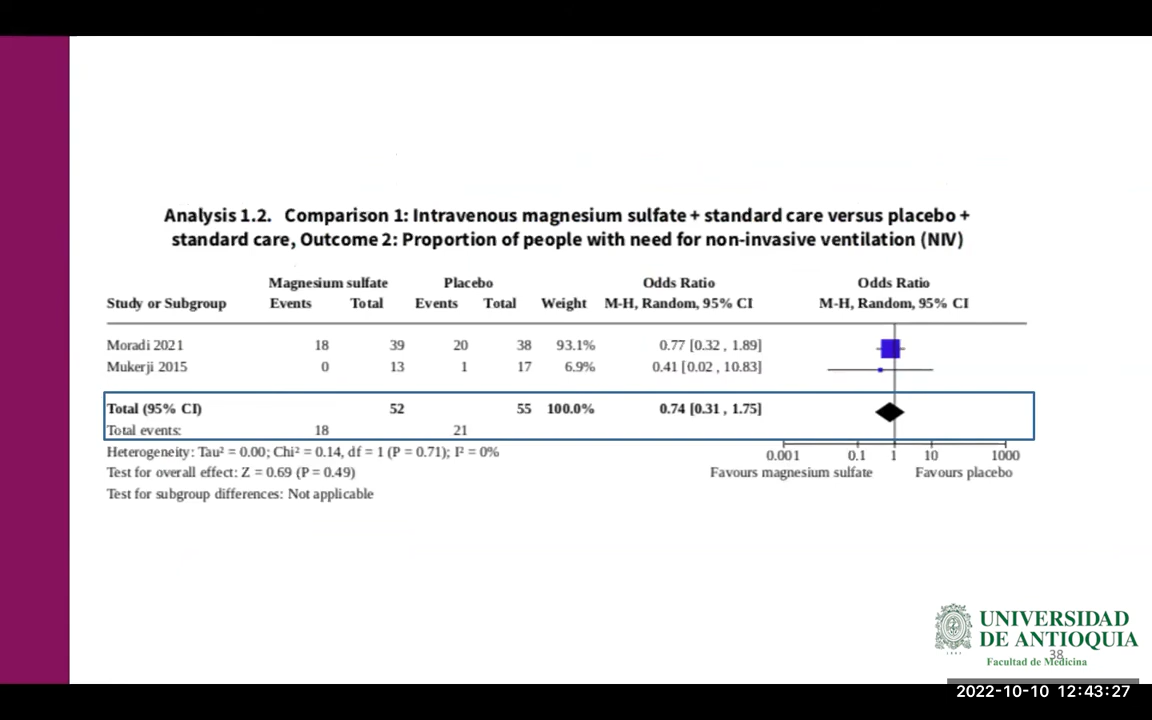 Analysis 1.2. Comparison 1: Intravenous magnesium sulfate + standard care versus placebo +
standard care, Outcome 2: Proportion of people with need for non-invasive ventilation (NIV)
Magnesium sulfate Placebo Odds Ratio Odds Ratio
Study or Subgroup Events Total Events Total Weight M-H, Random, 95% CI M-H, Random, 95% CI
Moradi 2021 18 39 20 38 93.1% 0.77 [0.32 , 1.89]
Mukerji 2015 0 13 1 17 6.9% 0.41 [0.02 , 10.83]
Total (95% CI) 52 55 100.0% 0.74 [0.31 , 1.75]
Total events: 18 21
Heterogeneity: Tau² = 0.00; Chi² = 0.14, df = 1 (P = 0.71); I² = 0%
0.001 0.1 1 10 1000
Test for overall effect: Z = 0.69 (P = 0.49)
Favours magnesium sulfate Favours placebo
Test for subgroup differences: Not applicable
UNIVERSIDAD
DE ANTIOQUIA
1803
38
Facultad de Medicina
2022-10-10 12:43:27